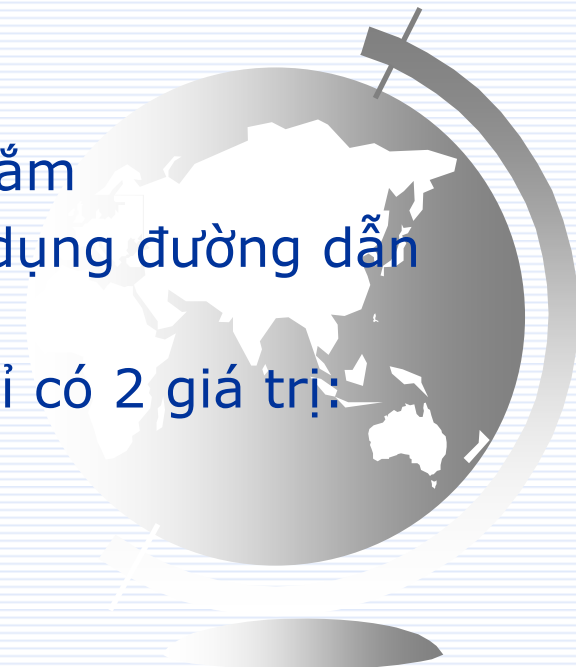 ắm
dụng đường dẫn
ỉ có 2 giá trị: